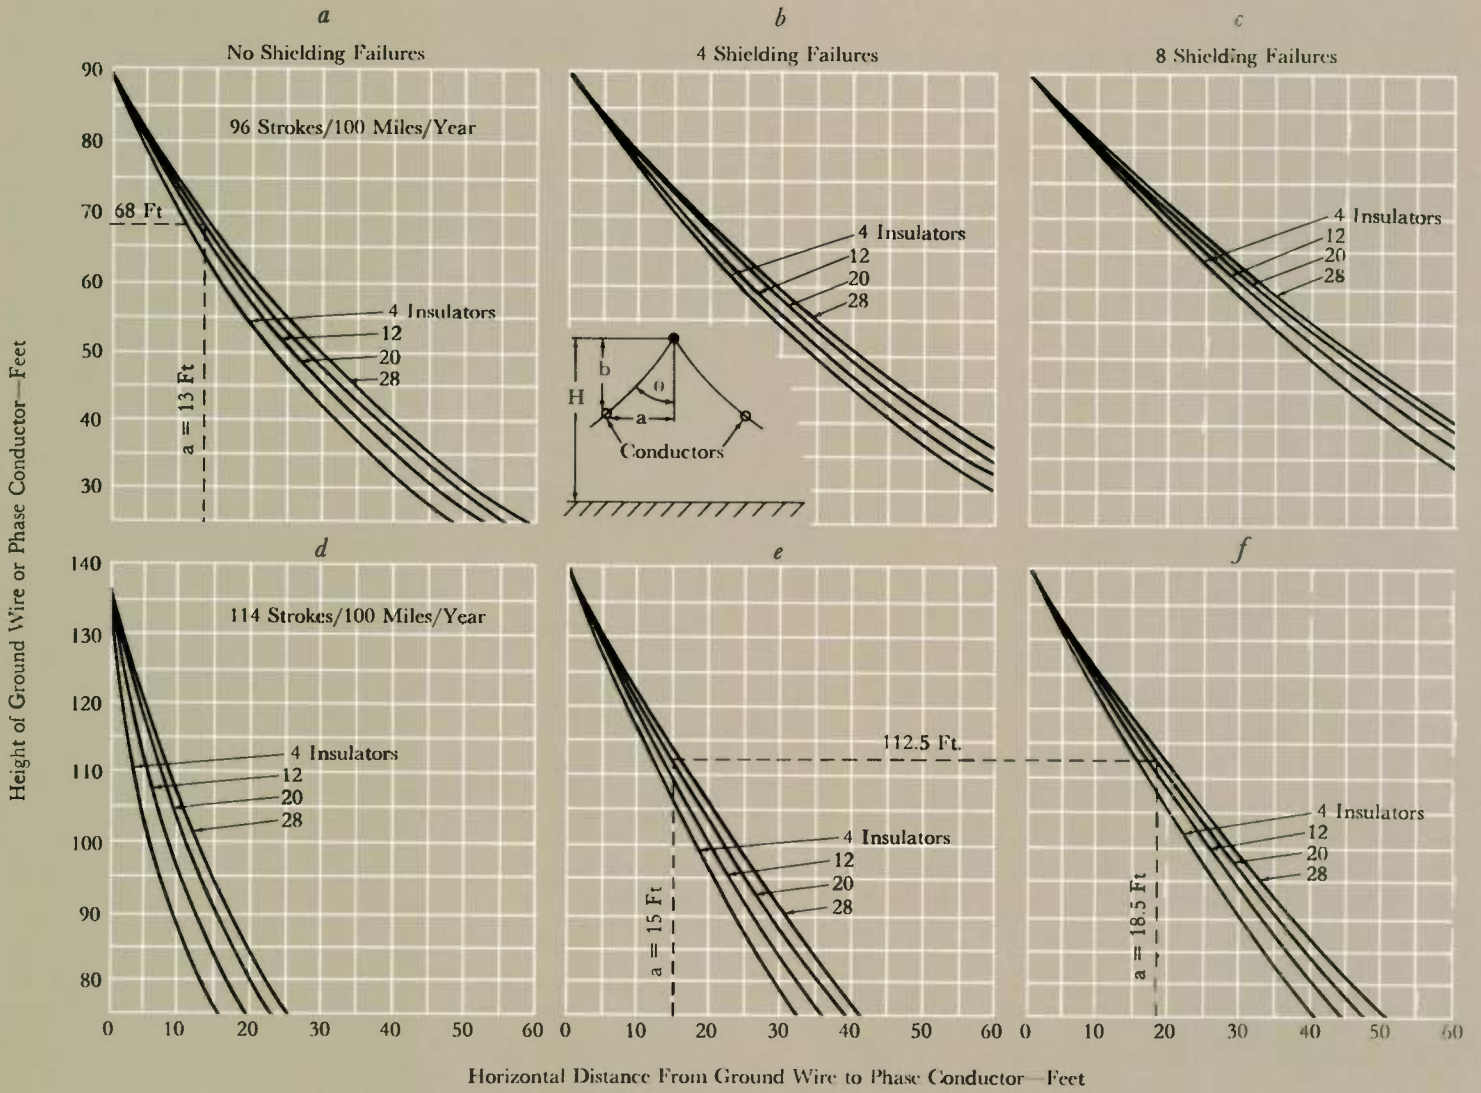 a
b
c
No Shielding Failures
4 Shielding Failures
8 Shielding Failures
90
80
70
60
50
40
30
96 Strokes/100 Miles/Year
68 Ft
a = 13 Ft
4 Insulators
12
20
28
4 Insulators
12
20
28
H
b
θ
a
Conductors
4 Insulators
12
20
28
Height of Ground Wire or Phase Conductor—Feet
d
e
f
140
130
120
110
100
90
80
114 Strokes/100 Miles/Year
4 Insulators
12
20
28
112.5 Ft.
4 Insulators
12
20
28
a = 15 Ft
4 Insulators
12
20
28
a = 18.5 Ft
0 10 20 30 40 50 60
0 10 20 30 40 50 60
0 10 20 30 40 50 60
Horizontal Distance From Ground Wire to Phase Conductor—Feet